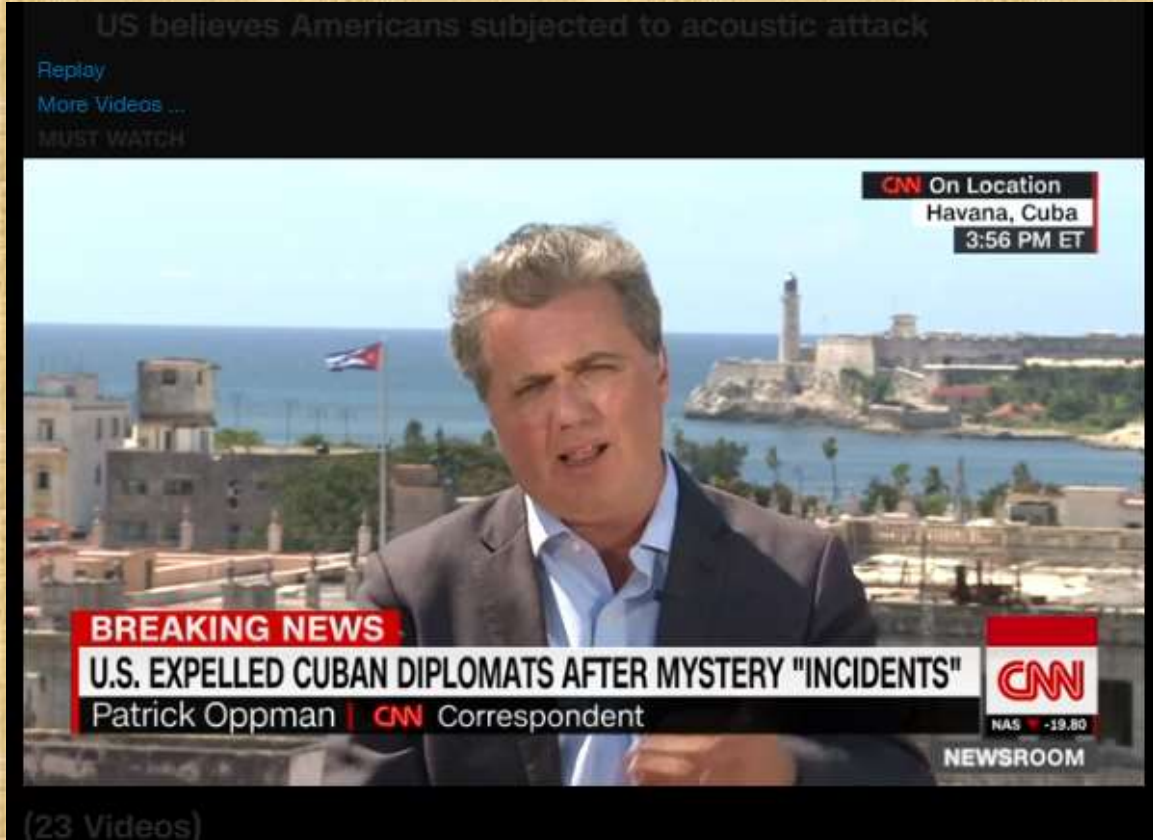 US believes Americans subjected to acoustic attack
Replay
More Videos ...
MUST WATCH
CNN On Location
Havana, Cuba
3:56 PM ET
BREAKING NEWS
U.S. EXPELLED CUBAN DIPLOMATS AFTER MYSTERY "INCIDENTS"
Patrick Oppman | CNN Correspondent
CNN
NAS ▼ -19.80
NEWSROOM
(23 Videos)